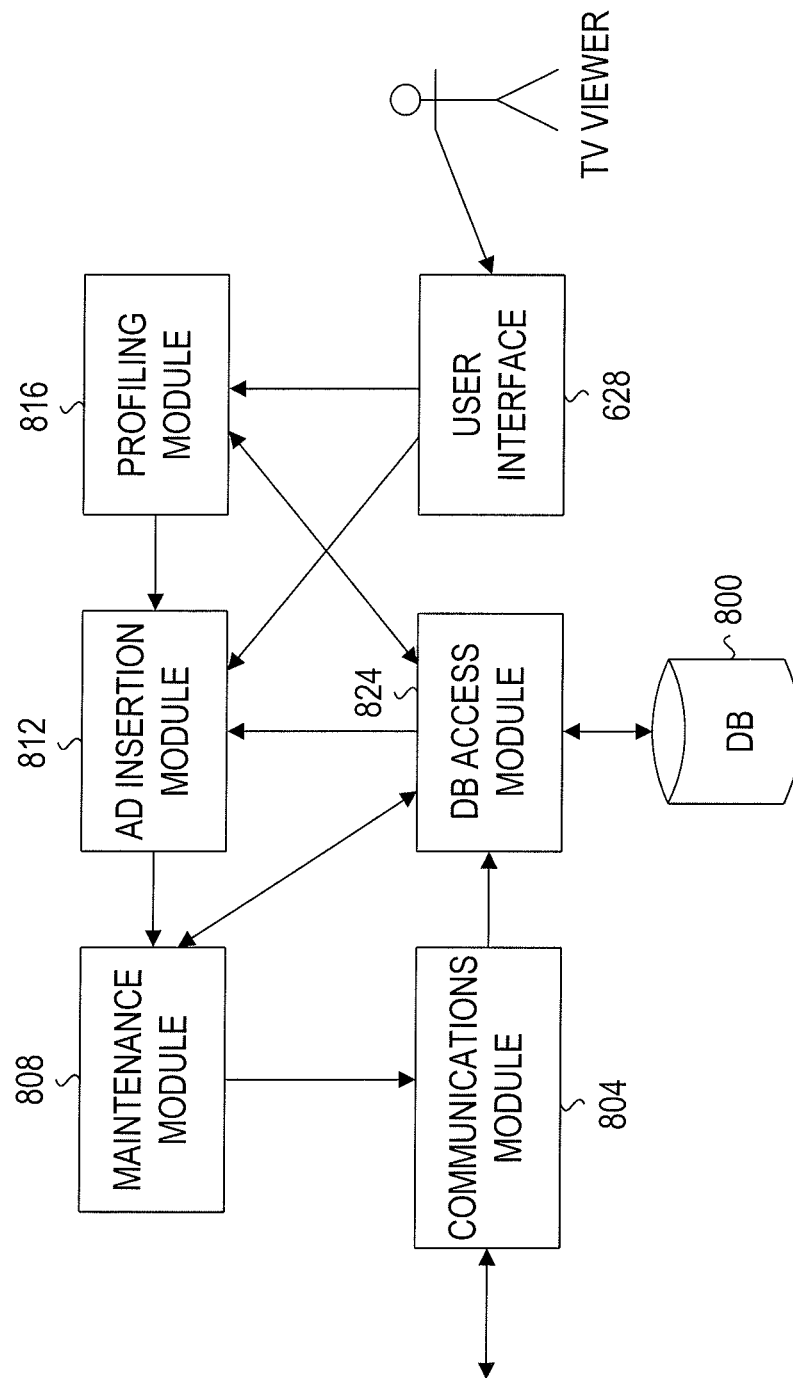 808
MAINTENANCE
MODULE
812
AD INSERTION
MODULE
816
PROFILING
MODULE
COMMUNICATIONS
MODULE
804
824
DB ACCESS
MODULE
USER
INTERFACE
628
TV VIEWER
800
DB